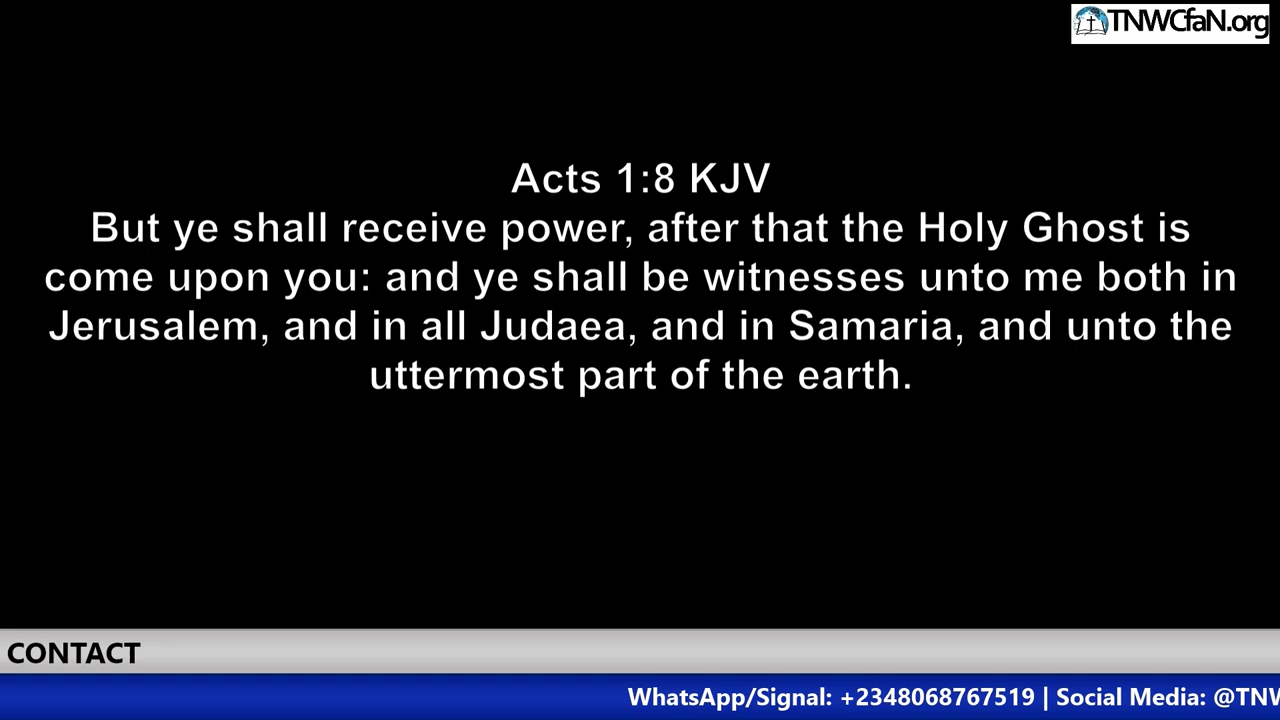 TNWCfaN.org
Acts 1:8 KJV
But ye shall receive power, after that the Holy Ghost is
come upon you: and ye shall be witnesses unto me both in
Jerusalem, and in all Judaea, and in Samaria, and unto the
uttermost part of the earth.
CONTACT
WhatsApp/Signal: +2348068767519 | Social Media: @TNW